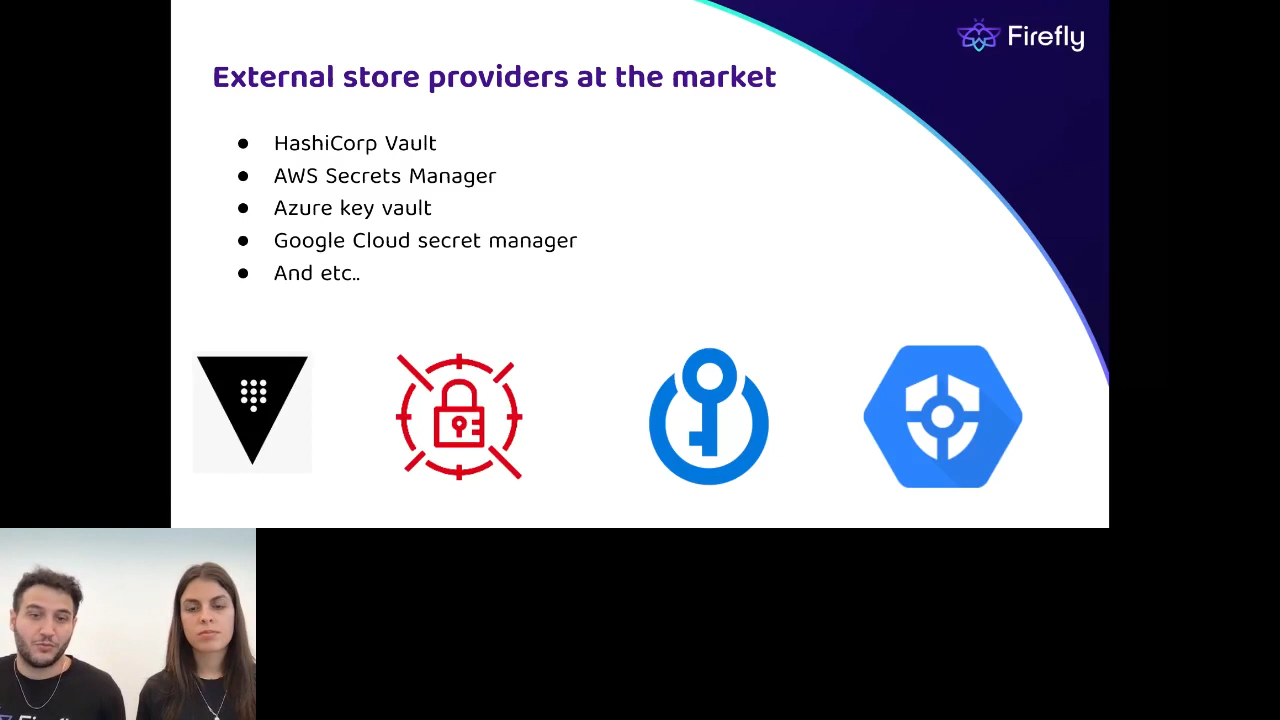 Firefly
External store providers at the market
● HashiCorp Vault
● AWS Secrets Manager
● Azure key vault
● Google Cloud secret manager
● And etc..
Firefly